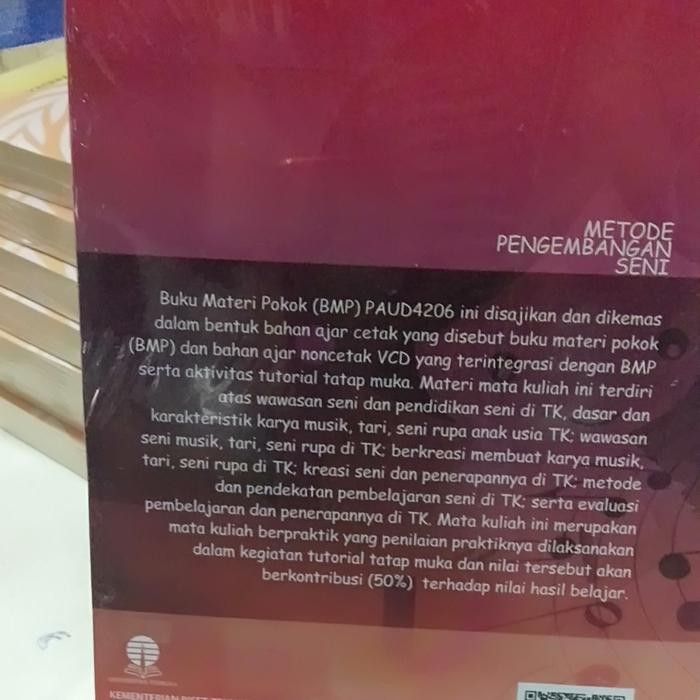 METODE
PENGEMBANGAN
SENI
Buku Materi Pokok (BMP) PAUD4206 ini disajikan dan dikemas
dalam bentuk bahan ajar cetak yang disebut buku materi pokok
(BMP) dan bahan ajar noncetak VCD yang terintegrasi dengan BMP
serta aktivitas tutorial tatap muka. Materi mata kuliah ini terdiri
atas wawasan seni dan pendidikan seni di TK, dasar dan
karakteristik karya musik, tari, seni rupa anak usia TK; wawasan
seni musik, tari, seni rupa di TK; berkreasi membuat karya musik,
tari, seni rupa di TK; kreasi seni dan penerapannya di TK; metode
dan pendekatan pembelajaran seni di TK; serta evaluasi
pembelajaran dan penerapannya di TK. Mata kuliah ini merupakan
mata kuliah berpraktik yang penilaian praktiknya dilaksanakan
dalam kegiatan tutorial tatap muka dan nilai tersebut akan
berkontribusi (50%) terhadap nilai hasil belajar.
KEMENTERIAN